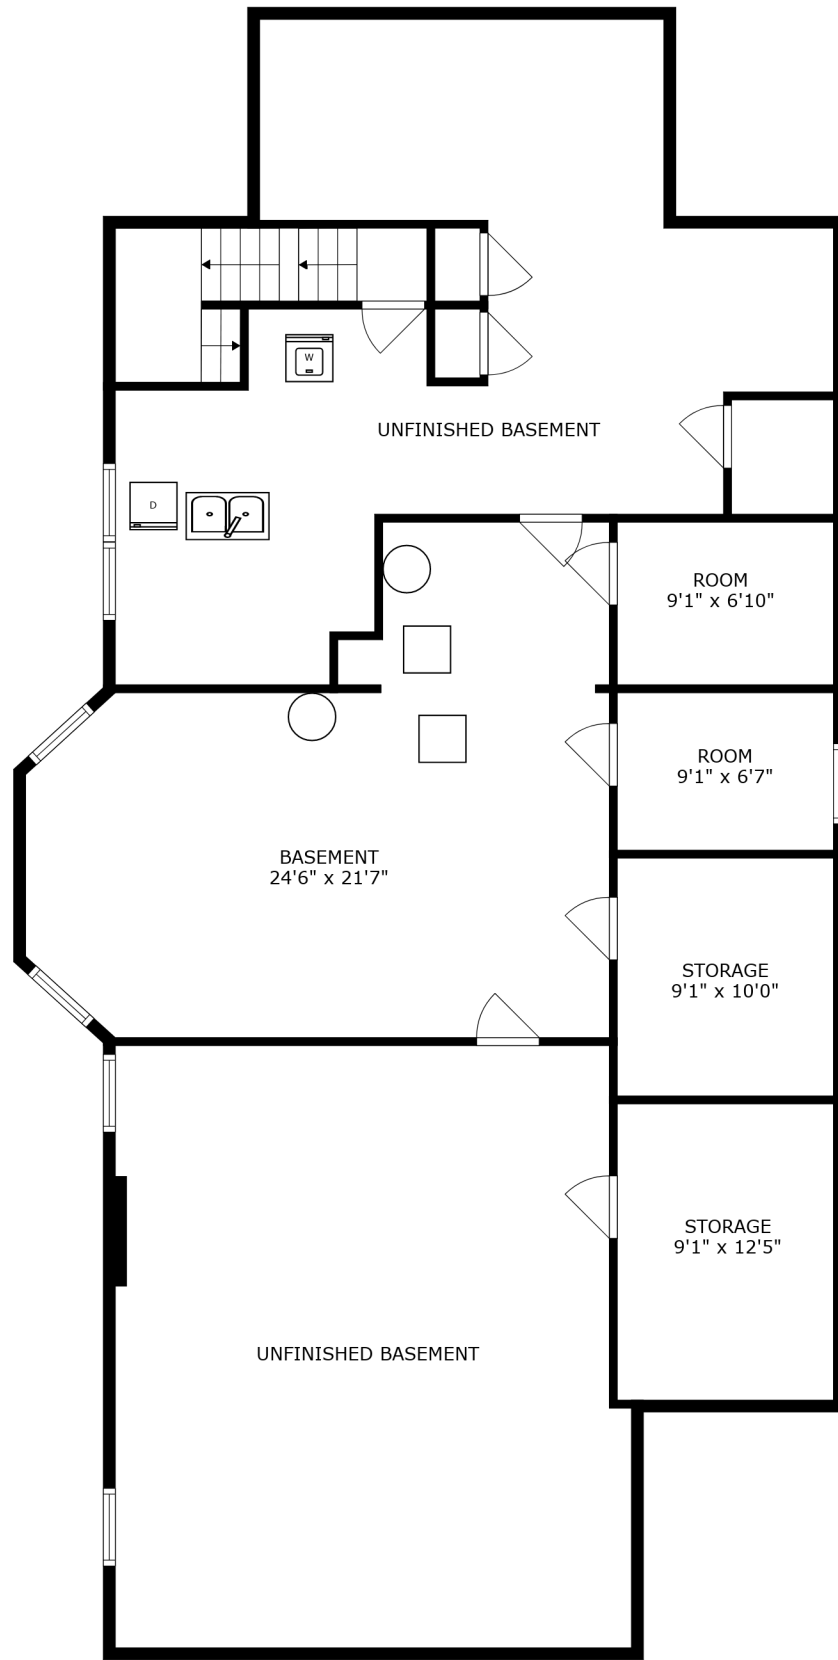 W
UNFINISHED BASEMENT
D
ROOM
9'1" x 6'10"
ROOM
9'1" x 6'7"
BASEMENT
24'6" x 21'7"
STORAGE
9'1" x 10'0"
STORAGE
9'1" x 12'5"
UNFINISHED BASEMENT